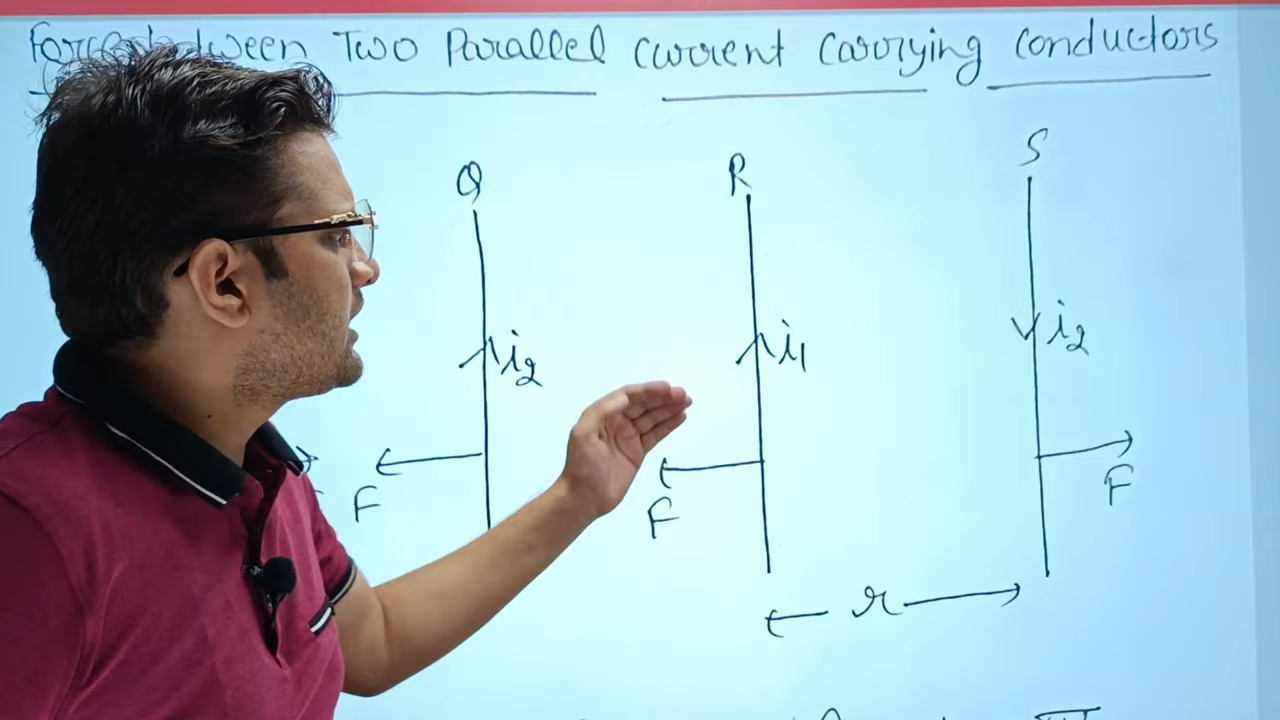 Two Parallel current carrying conductors
Q
R
S
i2
i1
i2
F
F
F
r